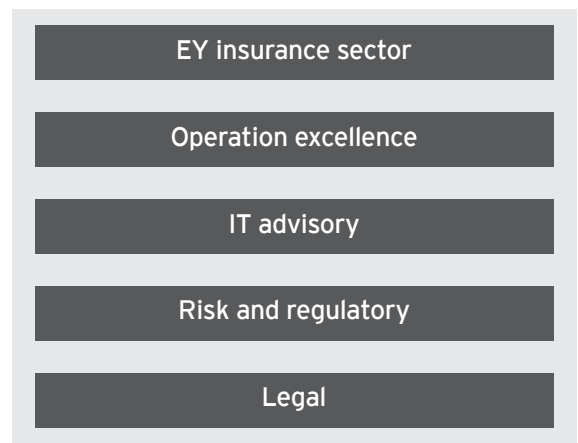 EY insurance sector
Operation excellence
IT advisory
Risk and regulatory
Legal